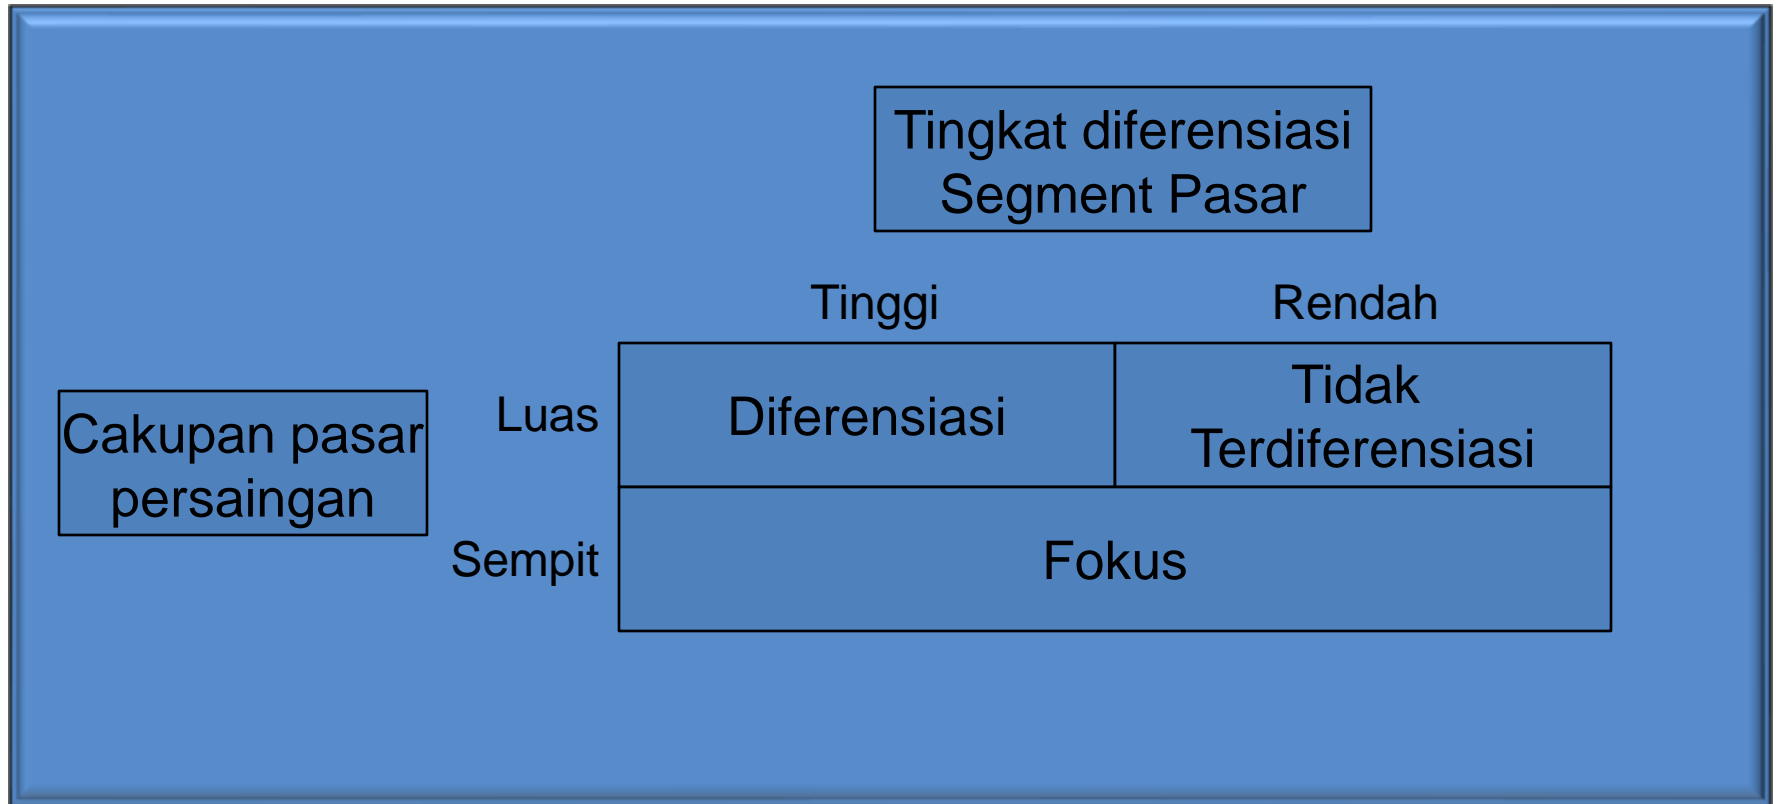 Tingkat diferensiasi
Segment Pasar
Tinggi
Rendah
Cakupan pasar
persaingan
Luas
Diferensiasi
Tidak
Terdiferensiasi
Sempit
Fokus